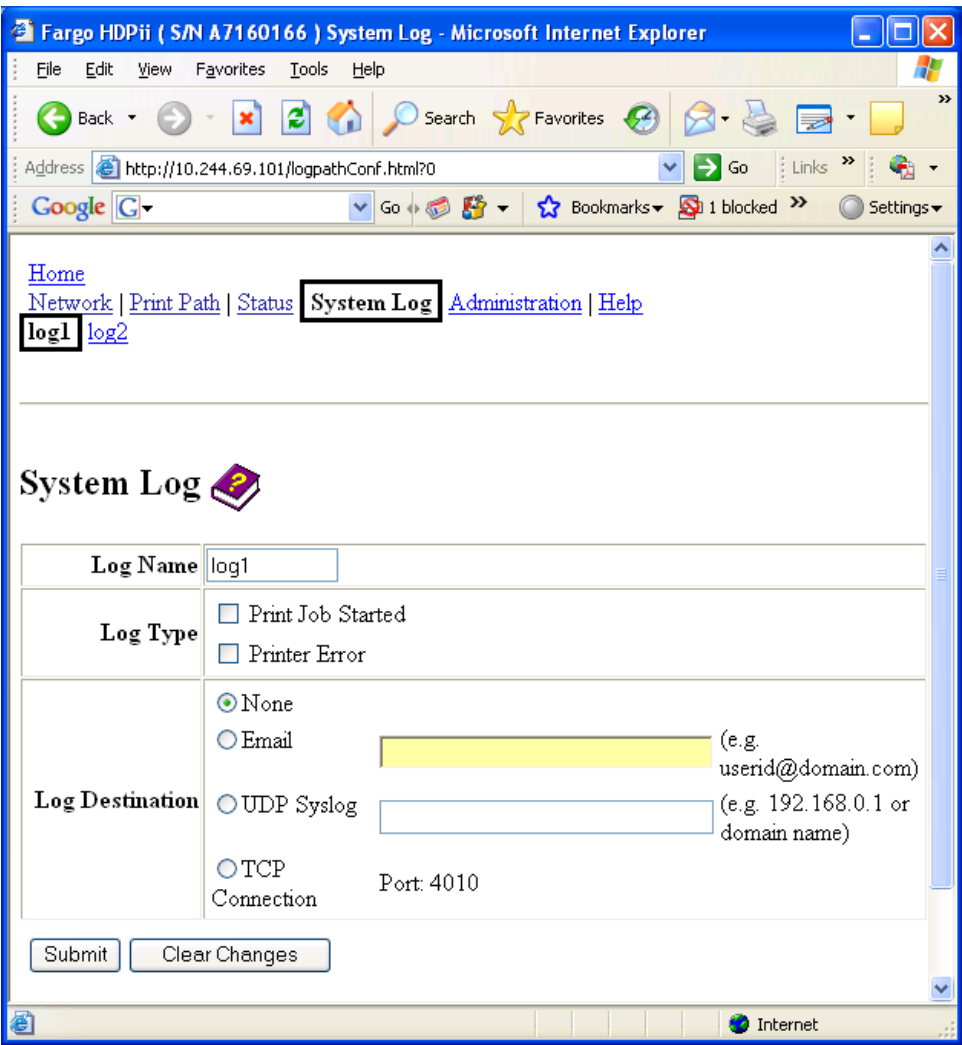 Fargo HDPii ( S/N A7160166 ) System Log - Microsoft Internet Explorer
File Edit View Favorites Tools Help
Back Search Favorites »
Address http://10.244.69.101/logpathConf.html?0 Go Links »
Google G Go Bookmarks 1 blocked » Settings
Home
Network | Print Path | Status System Log Administration | Help
log1 log2
System Log ?
Log Name log1
Log Type Print Job Started
Printer Error
Log Destination
None
Email (e.g. userid@domain.com)
UDP Syslog (e.g. 192.168.0.1 or domain name)
TCP Connection Port: 4010
Submit Clear Changes
Internet